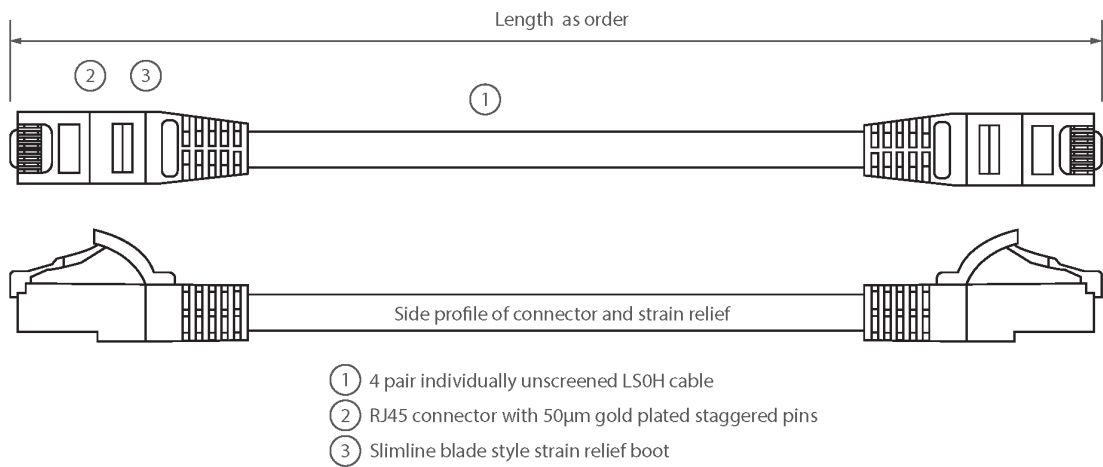 Length as order
2 3
1
Side profile of connector and strain relief
1 4 pair individually unscreened LS0H cable
2 RJ45 connector with 50µm gold plated staggered pins
3 Slimline blade style strain relief boot